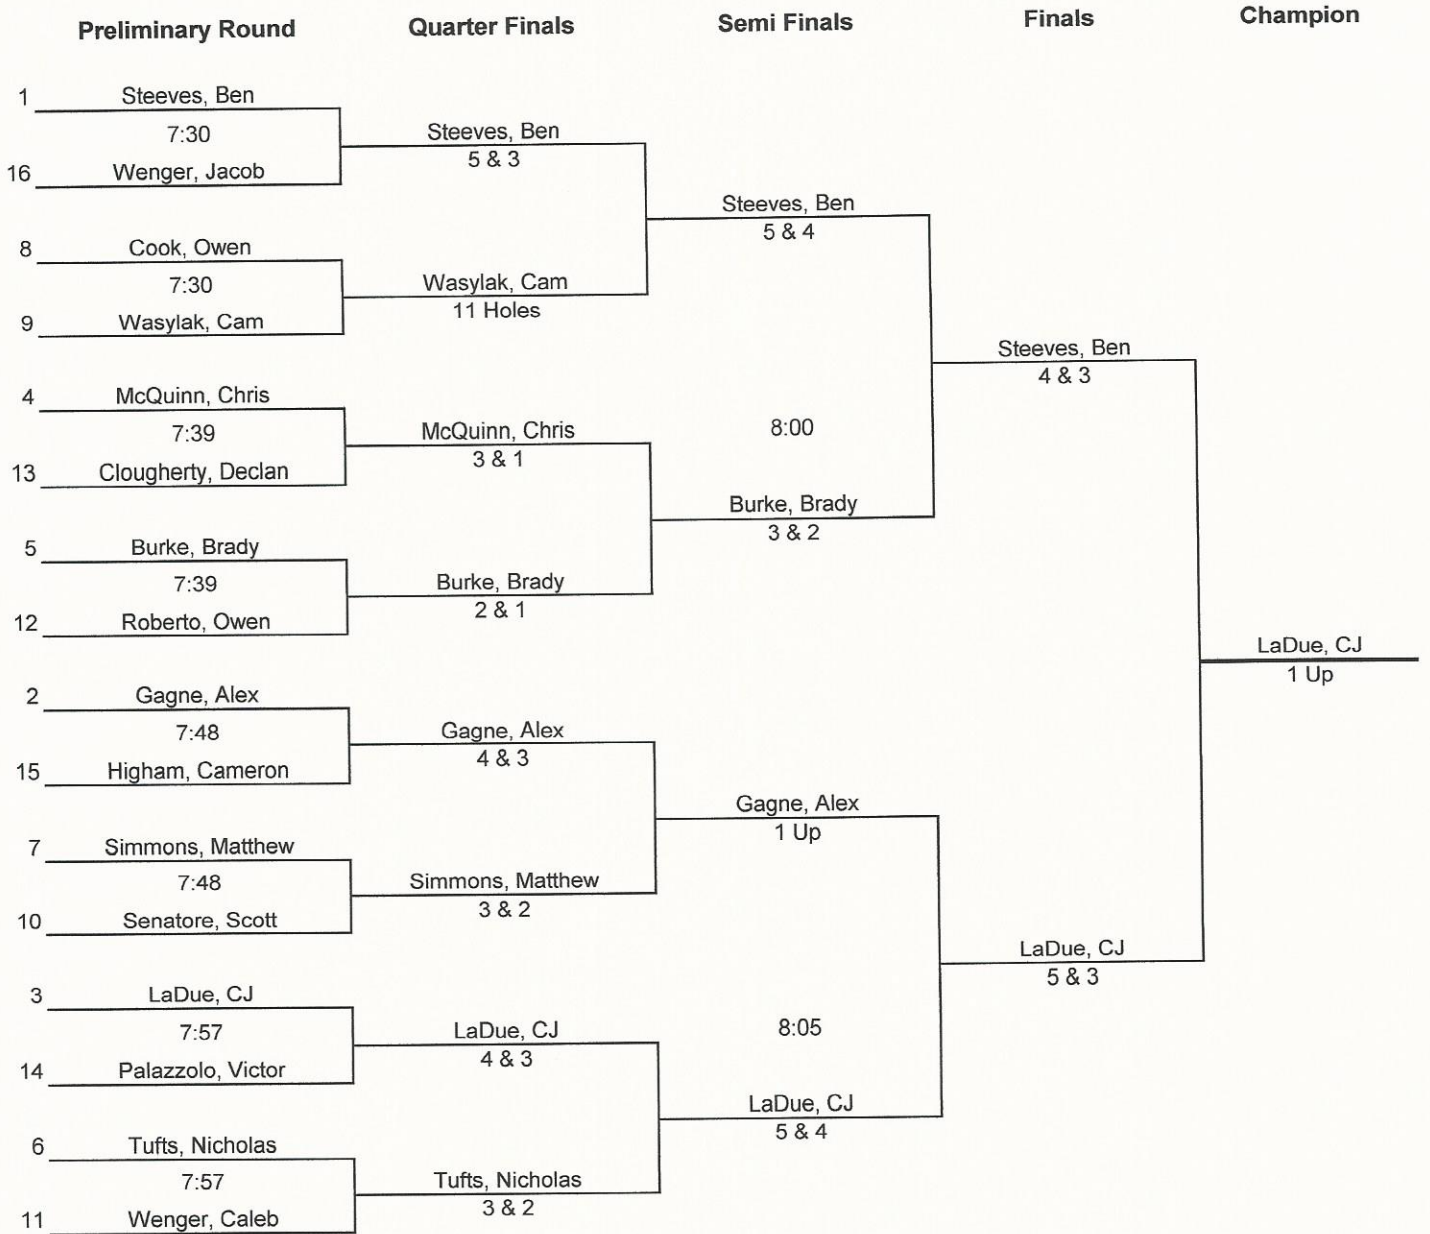 Preliminary Round
Quarter Finals
Semi Finals
Finals
Champion
1 Steeves, Ben
7:30
16 Wenger, Jacob
8 Cook, Owen
7:30
9 Wasylak, Cam
4 McQuinn, Chris
7:39
13 Clougherty, Declan
5 Burke, Brady
7:39
12 Roberto, Owen
2 Gagne, Alex
7:48
15 Higham, Cameron
7 Simmons, Matthew
7:48
10 Senatore, Scott
3 LaDue, CJ
7:57
14 Palazzolo, Victor
6 Tufts, Nicholas
7:57
11 Wenger, Caleb
Steeves, Ben
5 & 3
Wasylak, Cam
11 Holes
McQuinn, Chris
3 & 1
Burke, Brady
2 & 1
Gagne, Alex
4 & 3
Simmons, Matthew
3 & 2
LaDue, CJ
4 & 3
Tufts, Nicholas
3 & 2
Steeves, Ben
5 & 4
8:00
Burke, Brady
3 & 2
Gagne, Alex
1 Up
8:05
LaDue, CJ
5 & 4
Steeves, Ben
4 & 3
LaDue, CJ
5 & 3
LaDue, CJ
1 Up